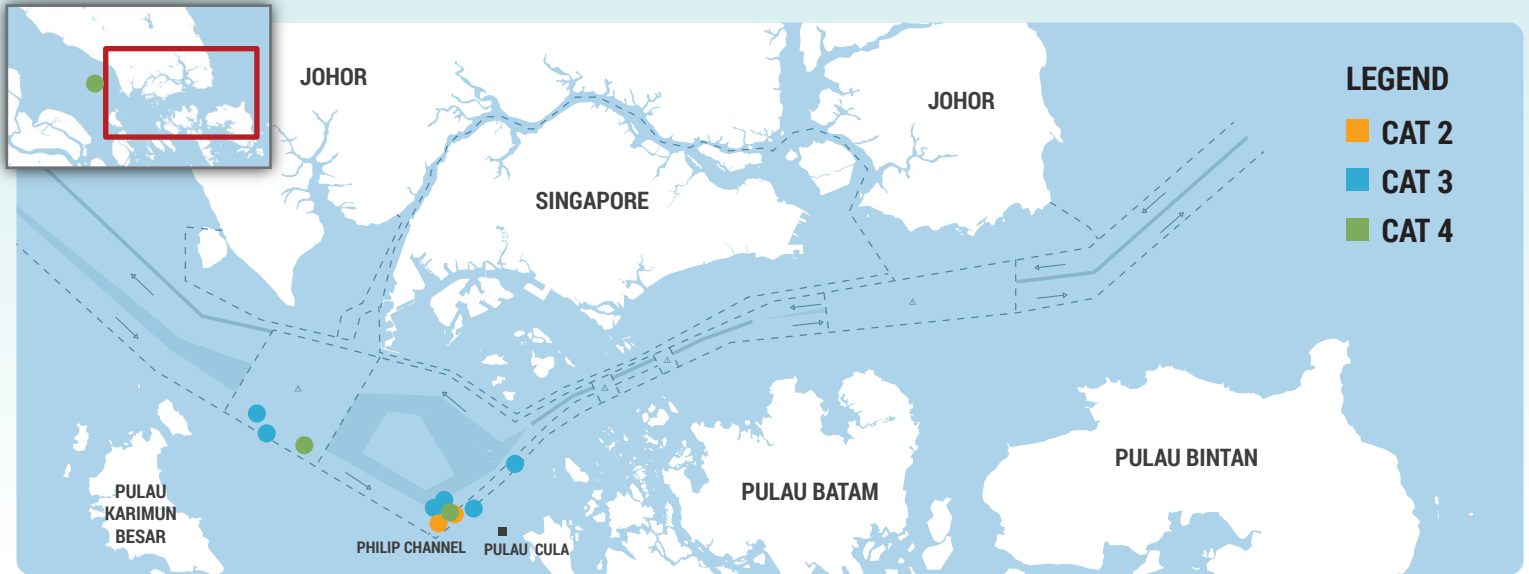 JOHOR
JOHOR
LEGEND
CAT 2
CAT 3
CAT 4
SINGAPORE
PULAU BINTAN
PULAU BATAM
PULAU
KARIMUN
BESAR
PHILIP CHANNEL
PULAU CULA